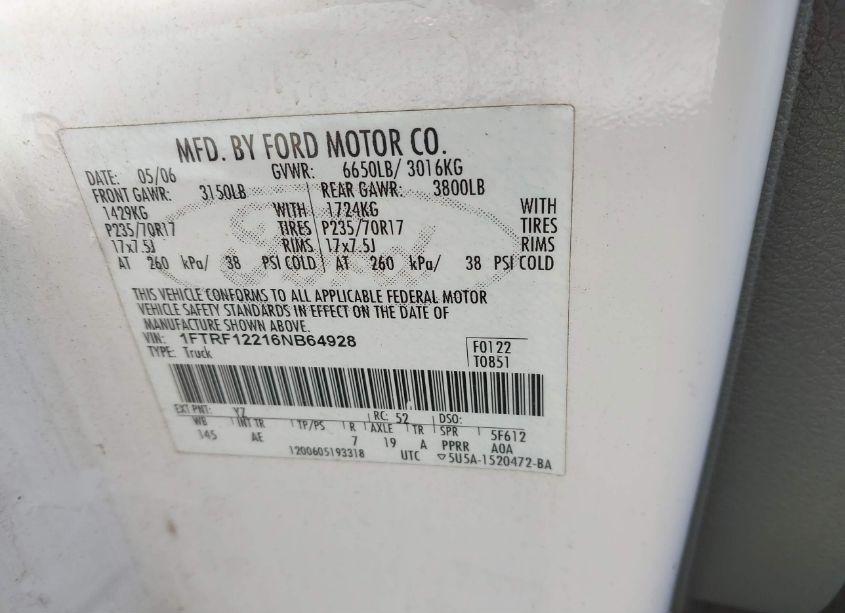 MFD. BY FORD MOTOR CO.
DATE: 05/06 GVWR: 6650LB/ 3016KG
FRONT GAWR: 3150LB REAR GAWR: 3800LB
1429KG WITH 1724KG WITH
P235/70R17 TIRES P235/70R17 TIRES
17x7.5J RIMS 17x7.5J RIMS
AT 260 kPa/ 38 PSI COLD AT 260 kPa/ 38 PSI COLD
THIS VEHICLE CONFORMS TO ALL APPLICABLE FEDERAL MOTOR
VEHICLE SAFETY STANDARDS IN EFFECT ON THE DATE OF
MANUFACTURE SHOWN ABOVE.
VIN: 1FTRF12216NB64928 F0122
TYPE: Truck T0851
EXT PNT: YZ RC: 52 DSO:
WB INT TR TP/PS R AXLE TR SPR 5F612
145 AE 7 19 A PPRR A0A
1200605193318 UTC ▽5U5A-1520472-BA